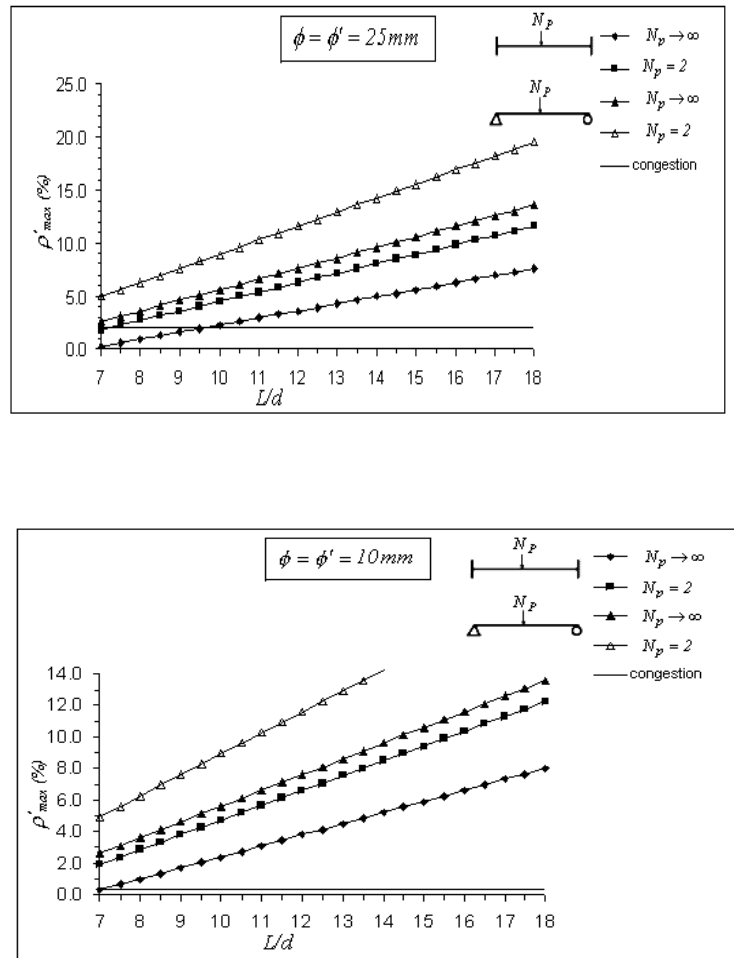 ϕ = ϕ' = 25mm
N_P
N_P
N_p → ∞
N_p = 2
N_p → ∞
N_p = 2
congestion
25.0
20.0
15.0
10.0
5.0
0.0
ρ'_max (%)
7 8 9 10 11 12 13 14 15 16 17 18
L/d
ϕ = ϕ' = 10mm
N_P
N_P
N_p → ∞
N_p = 2
N_p → ∞
N_p = 2
congestion
14.0
12.0
10.0
8.0
6.0
4.0
2.0
0.0
ρ'_max (%)
7 8 9 10 11 12 13 14 15 16 17 18
L/d